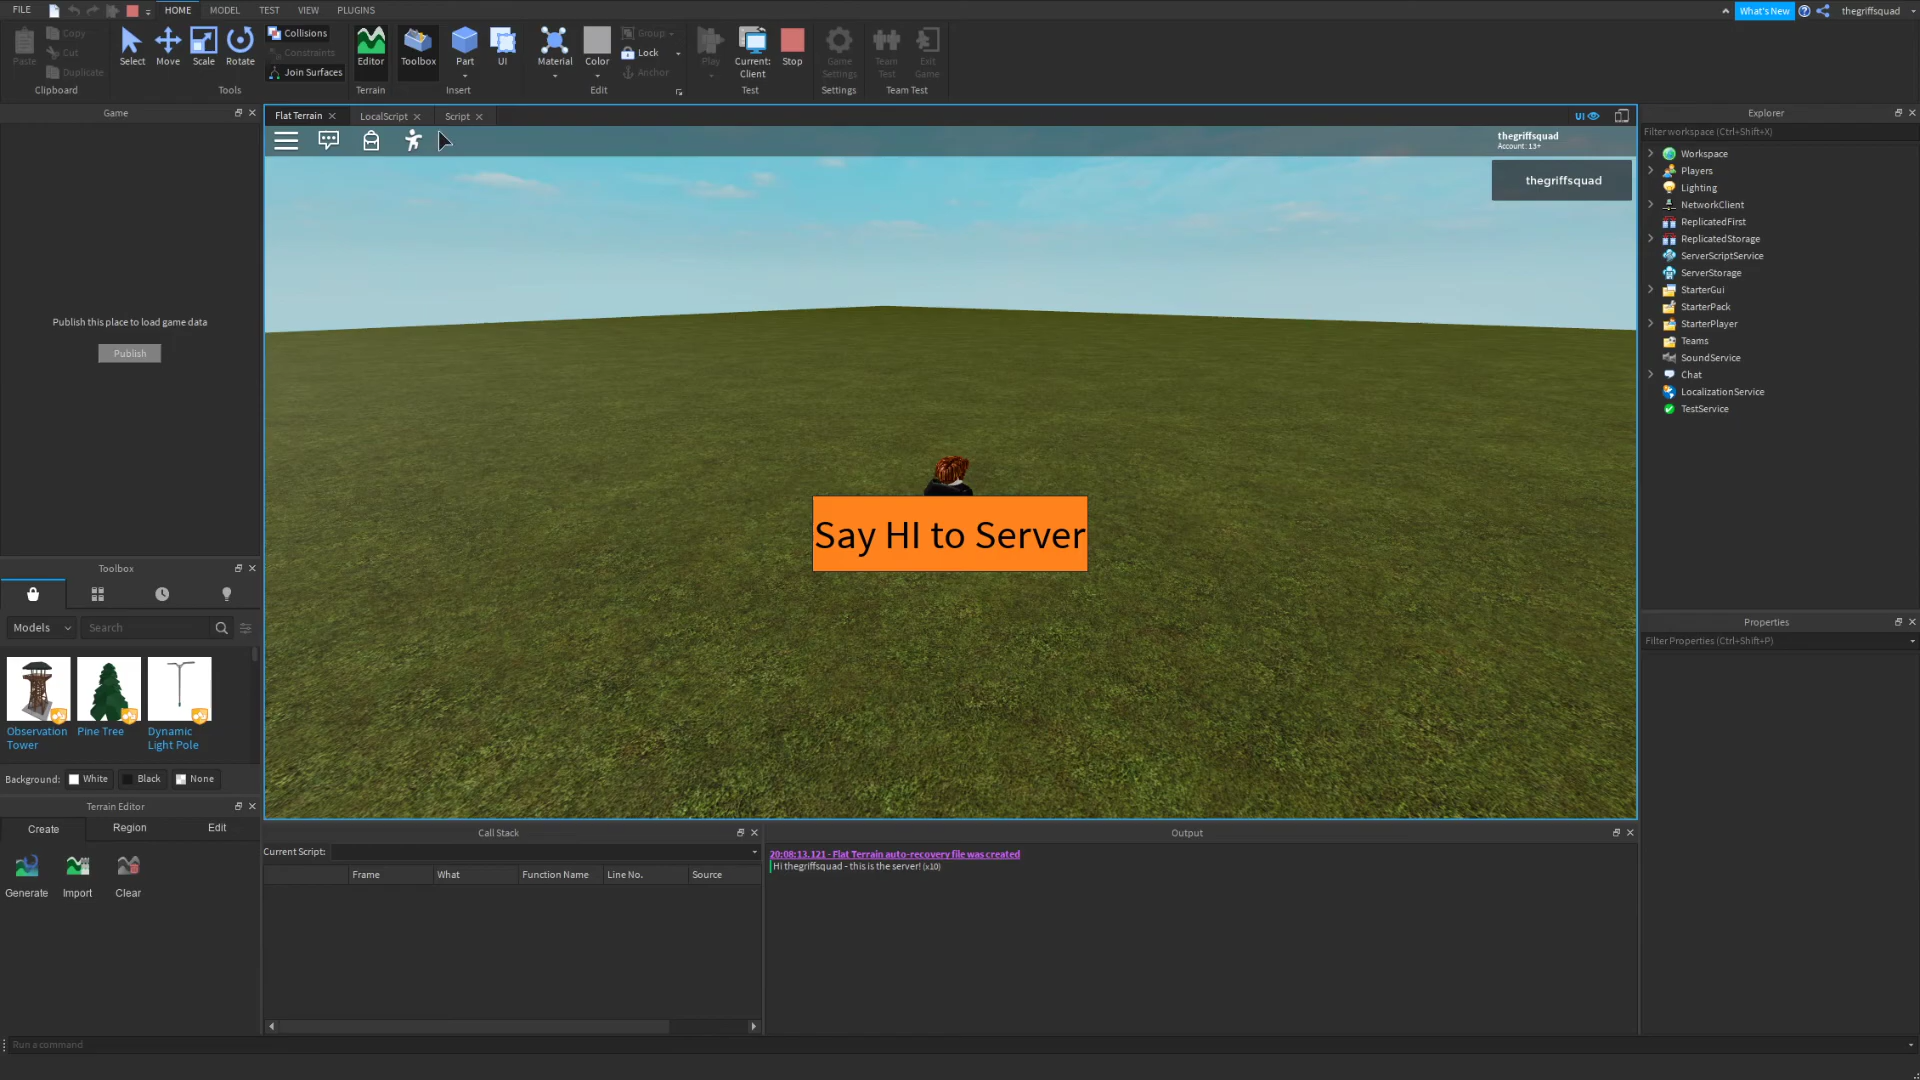 FILE HOME MODEL TEST VIEW PLUGINS What's New thegriffsquad
Paste Copy Cut Duplicate Clipboard
Select Move Scale Rotate Collisions Constraints Join Surfaces Tools
Editor Terrain
Toolbox Part UI Insert
Material Color Group Lock Anchor Edit
Play Current: Client Stop Test
Game Settings Settings
Team Test Exit Game Team Test
Game
Publish this place to load game data
Publish
Toolbox
Models Search
Observation Tower
Pine Tree
Dynamic Light Pole
Background: White Black None
Terrain Editor
Create Region Edit
Generate Import Clear
Flat Terrain LocalScript Script UI
thegriffsquad
Account: 13+
thegriffsquad
Say HI to Server
Call Stack
Current Script:
Frame What Function Name Line No. Source
Output
20:08:13.121 - Flat Terrain auto-recovery file was created
Hi thegriffsquad - this is the server! (x10)
Explorer
Filter workspace (Ctrl+Shift+X)
Workspace
Players
Lighting
NetworkClient
ReplicatedFirst
ReplicatedStorage
ServerScriptService
ServerStorage
StarterGui
StarterPack
StarterPlayer
Teams
SoundService
Chat
LocalizationService
TestService
Properties
Filter Properties (Ctrl+Shift+P)
Run a command